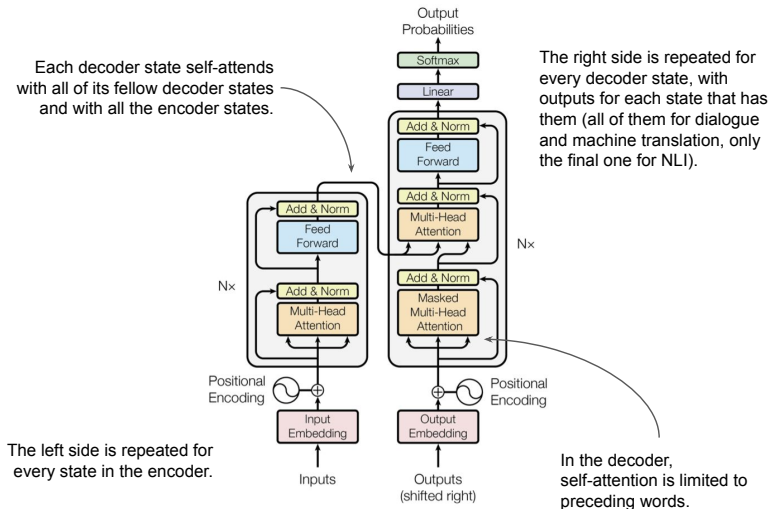 Output
Probabilities
Softmax
Linear
Each decoder state self-attends
with all of its fellow decoder states
and with all the encoder states.
The right side is repeated for
every decoder state, with
outputs for each state that has
them (all of them for dialogue
and machine translation, only
the final one for NLI).
Add & Norm
Feed
Forward
Add & Norm
Multi-Head
Attention
Add & Norm
Feed
Forward
N×
N×
Add & Norm
Masked
Multi-Head
Attention
Add & Norm
Multi-Head
Attention
Positional
Encoding
Positional
Encoding
Input
Embedding
Output
Embedding
The left side is repeated for
every state in the encoder.
Inputs
Outputs
(shifted right)
In the decoder,
self-attention is limited to
preceding words.